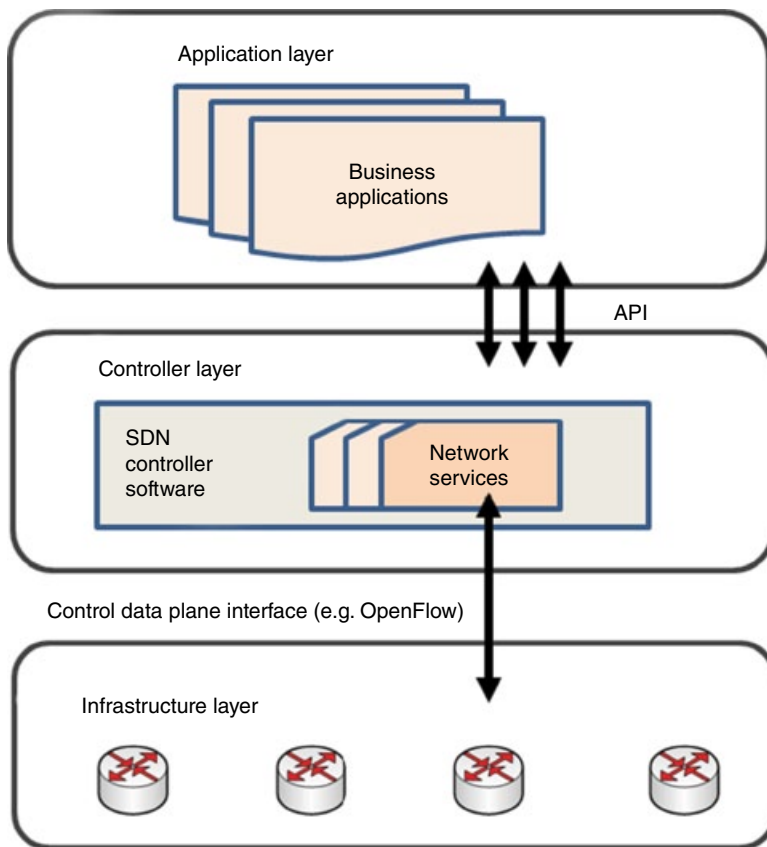 Application layer
Business
applications
API
Controller layer
SDN
controller
software
Network
services
Control data plane interface (e.g. OpenFlow)
Infrastructure layer